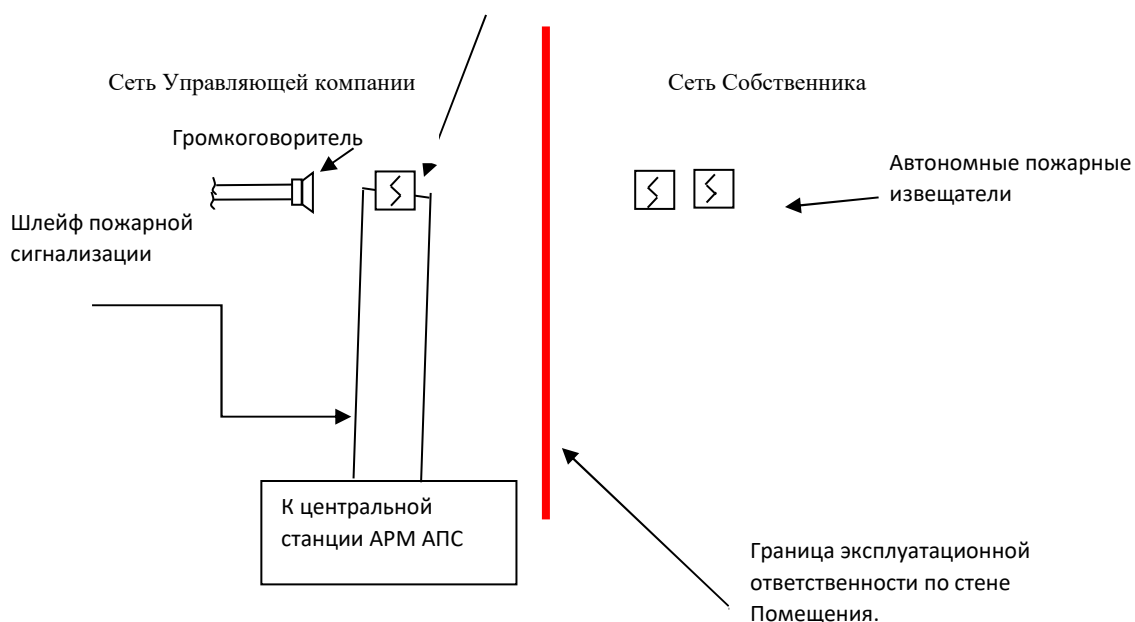 Сеть Управляющей компании
Сеть Собственника
Громкоговоритель
Автономные пожарные
извещатели
Шлейф пожарной
сигнализации
К центральной
станции АРМ АПС
Граница эксплуатационной
ответственности по стене
Помещения.